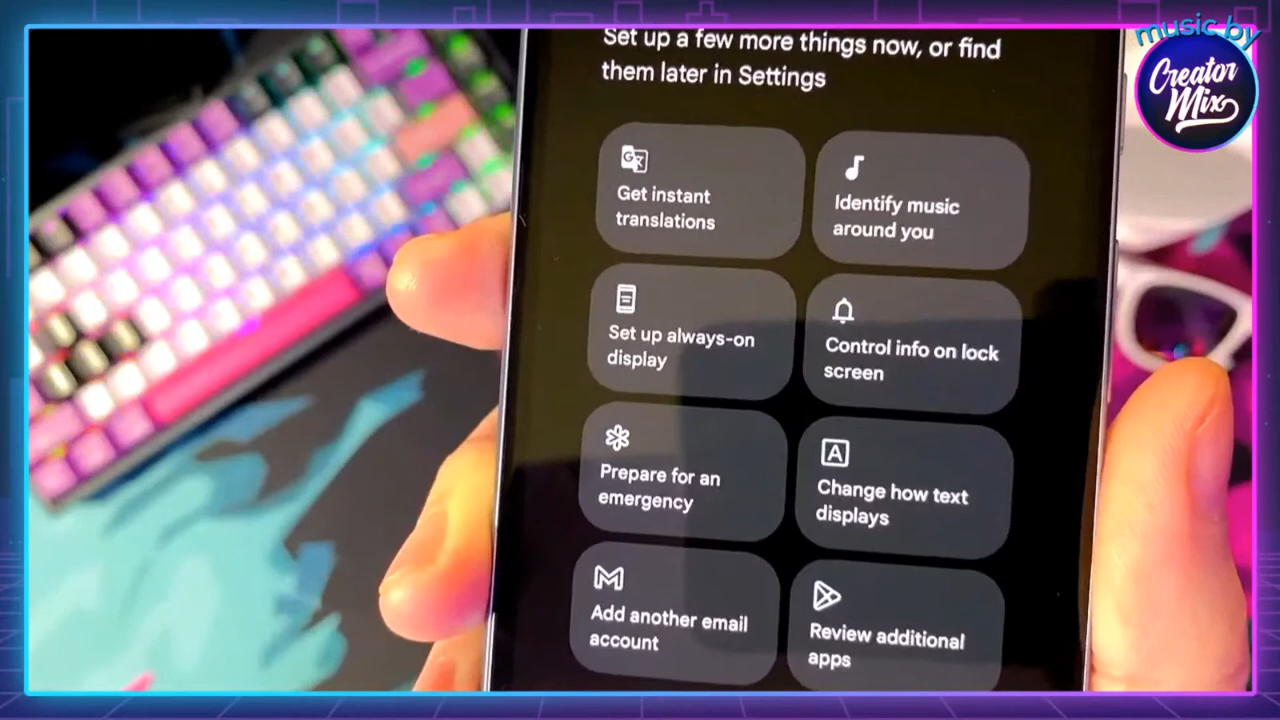 music by
Creator
Mix
Set up a few more things now, or find
them later in Settings
Get instant
translations
Identify music
around you
Set up always-on
display
Control info on lock
screen
Prepare for an
emergency
A
Change how text
displays
Add another email
account
Review additional
apps